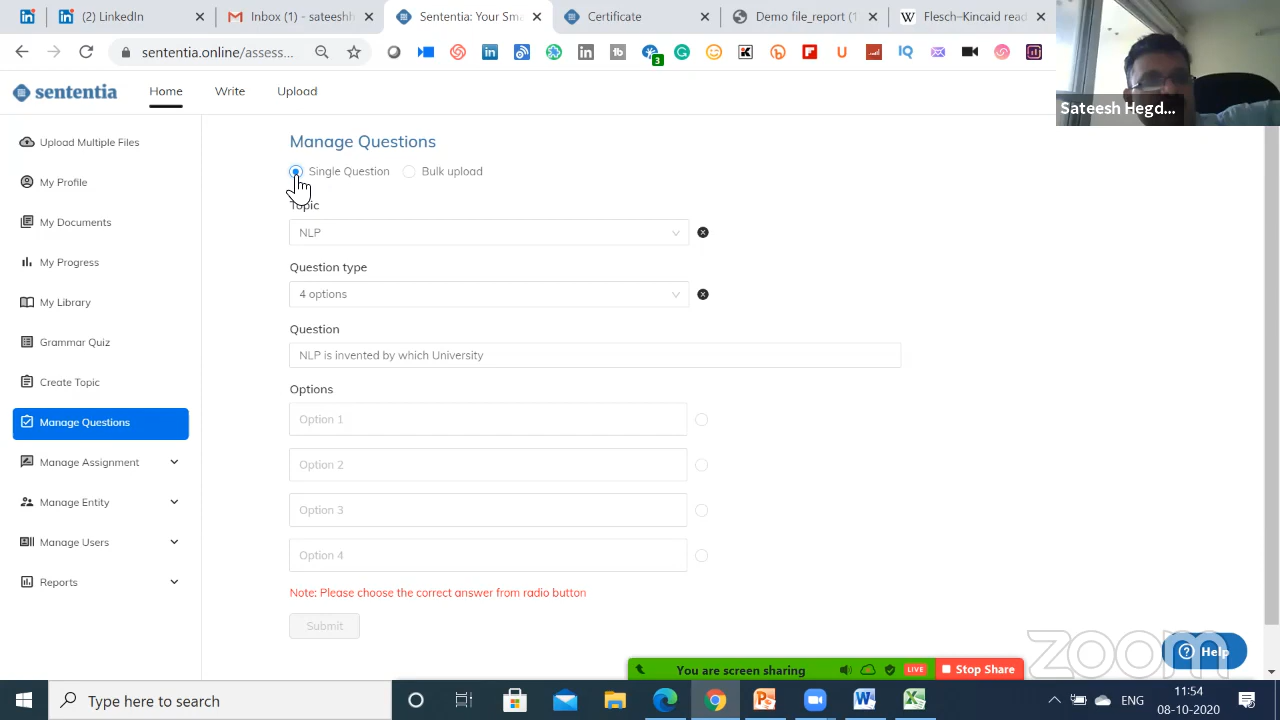 (2) LinkedIn
Inbox (1) - sateeshh
Sententia: Your Sma
Certificate
Demo file_report (1
Flesch–Kincaid read
sententia.online/assess...
3
sententia
Home
Write
Upload
Sateesh Hegd...
Upload Multiple Files
My Profile
My Documents
My Progress
My Library
Grammar Quiz
Create Topic
Manage Questions
Manage Assignment
Manage Entity
Manage Users
Reports
Manage Questions
Single Question
Bulk upload
Topic
NLP
Question type
4 options
Question
NLP is invented by which University
Options
Option 1
Option 2
Option 3
Option 4
Note: Please choose the correct answer from radio button
Submit
zoom
Help
You are screen sharing
LIVE
Stop Share
Type here to search
ENG
11:54
08-10-2020